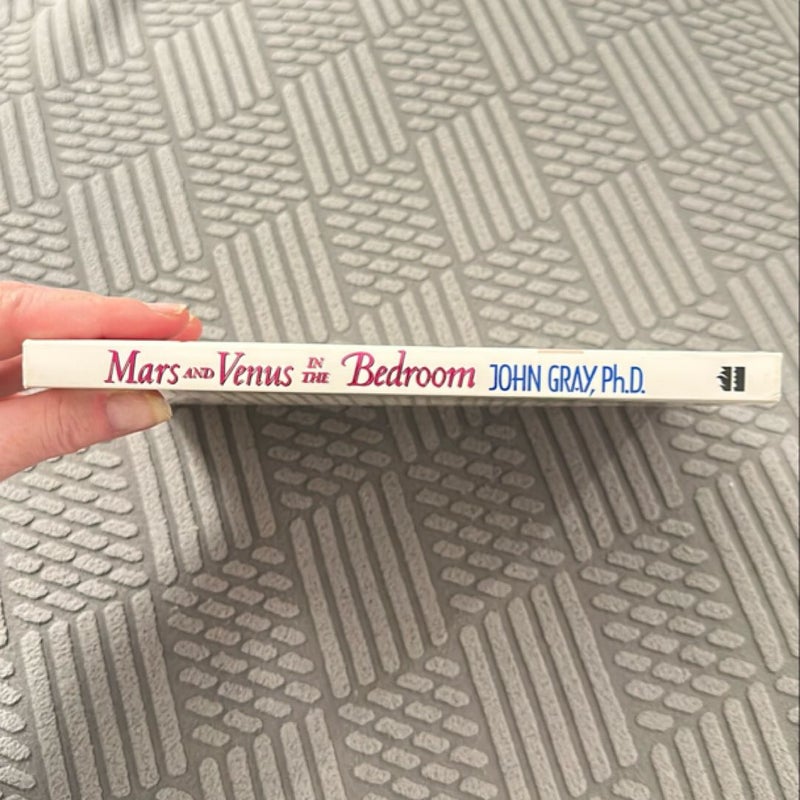 Mars AND Venus IN THE Bedroom JOHN GRAY, Ph.D.